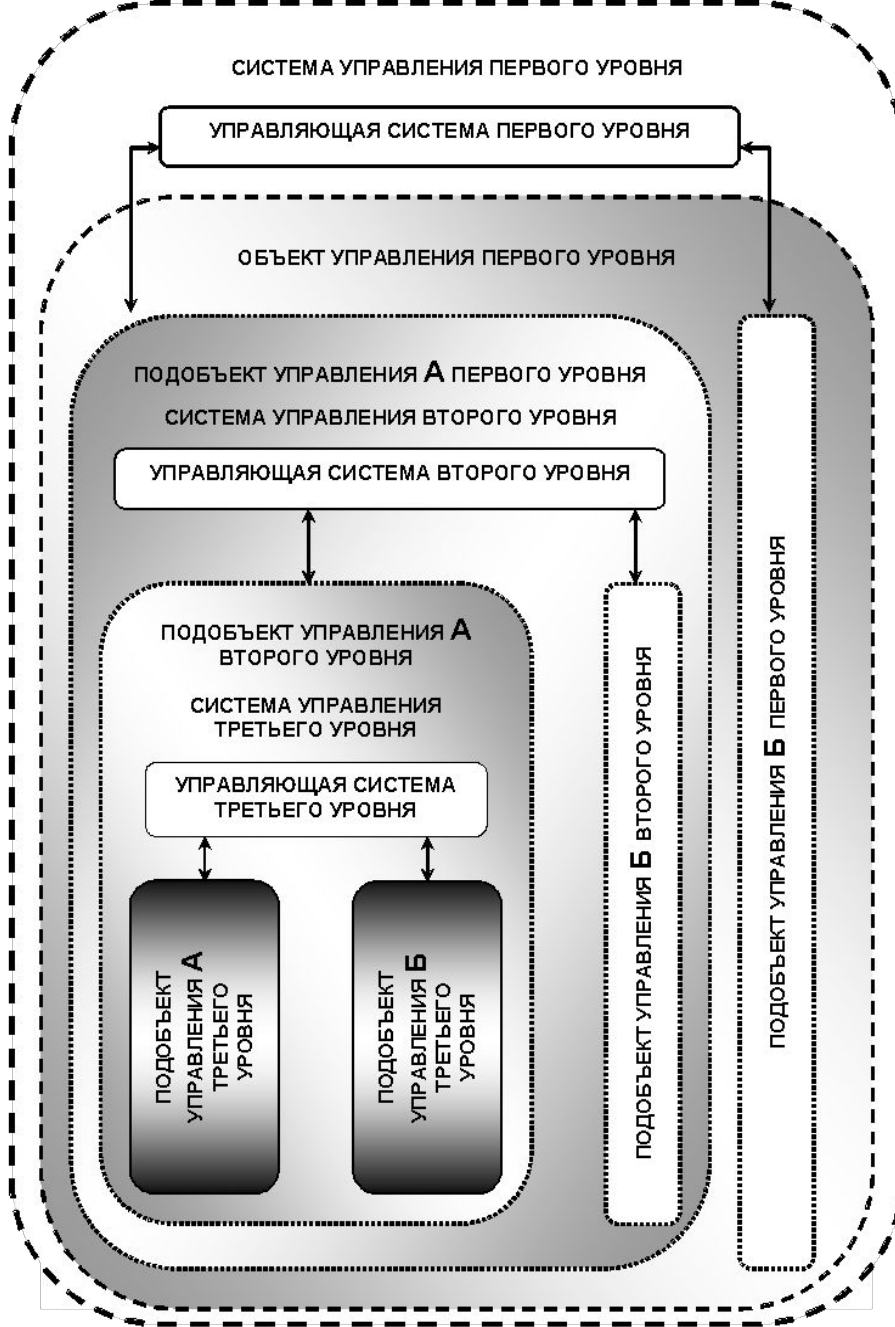 СИСТЕМА УПРАВЛЕНИЯ ПЕРВОГО УРОВНЯ
УПРАВЛЯЮЩАЯ СИСТЕМА ПЕРВОГО УРОВНЯ
ОБЪЕКТ УПРАВЛЕНИЯ ПЕРВОГО УРОВНЯ
ПОДОБЪЕКТ УПРАВЛЕНИЯ А ПЕРВОГО УРОВНЯ
СИСТЕМА УПРАВЛЕНИЯ ВТОРОГО УРОВНЯ
УПРАВЛЯЮЩАЯ СИСТЕМА ВТОРОГО УРОВНЯ
ПОДОБЪЕКТ УПРАВЛЕНИЯ А
ВТОРОГО УРОВНЯ
СИСТЕМА УПРАВЛЕНИЯ
ТРЕТЬЕГО УРОВНЯ
УПРАВЛЯЮЩАЯ СИСТЕМА
ТРЕТЬЕГО УРОВНЯ
ПОДОБЪЕКТ
УПРАВЛЕНИЯ А
ТРЕТЬЕГО
УРОВНЯ
ПОДОБЪЕКТ
УПРАВЛЕНИЯ Б
ТРЕТЬЕГО
УРОВНЯ
ПОДОБЪЕКТ УПРАВЛЕНИЯ Б ВТОРОГО УРОВНЯ
ПОДОБЪЕКТ УПРАВЛЕНИЯ Б ПЕРВОГО УРОВНЯ